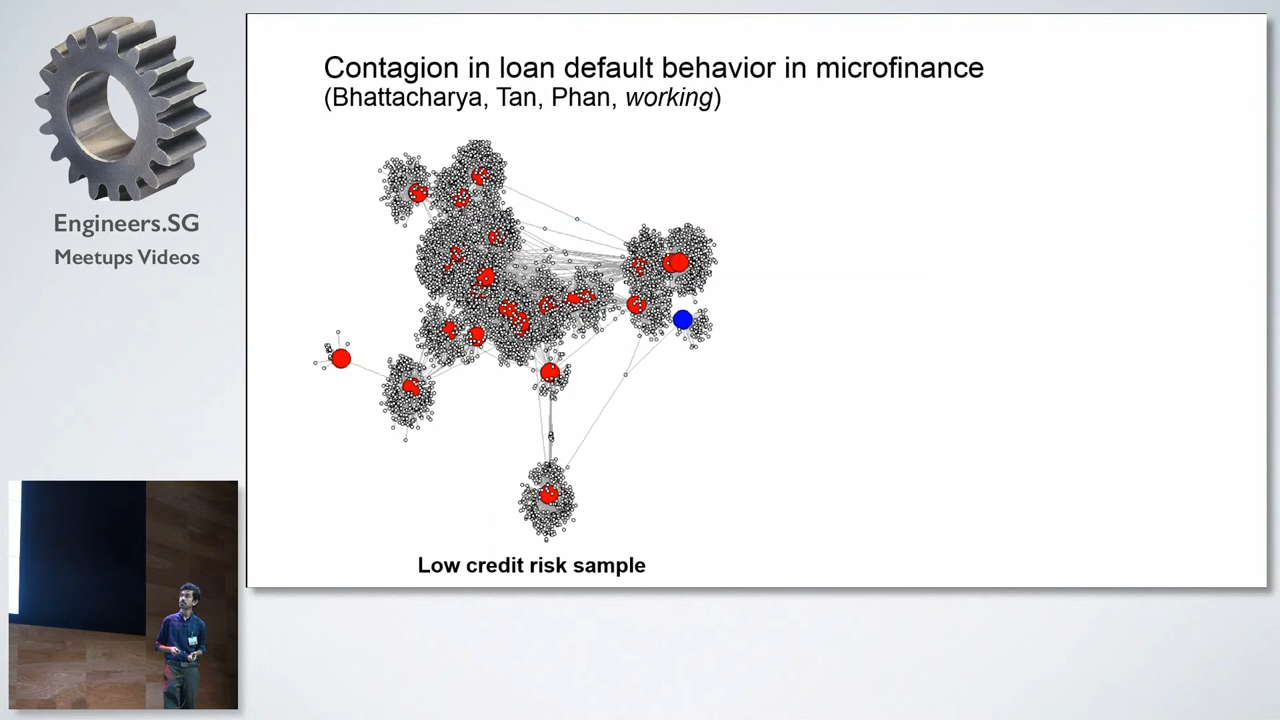 Engineers.SG
Meetups Videos
Contagion in loan default behavior in microfinance
(Bhattacharya, Tan, Phan, working)
Low credit risk sample